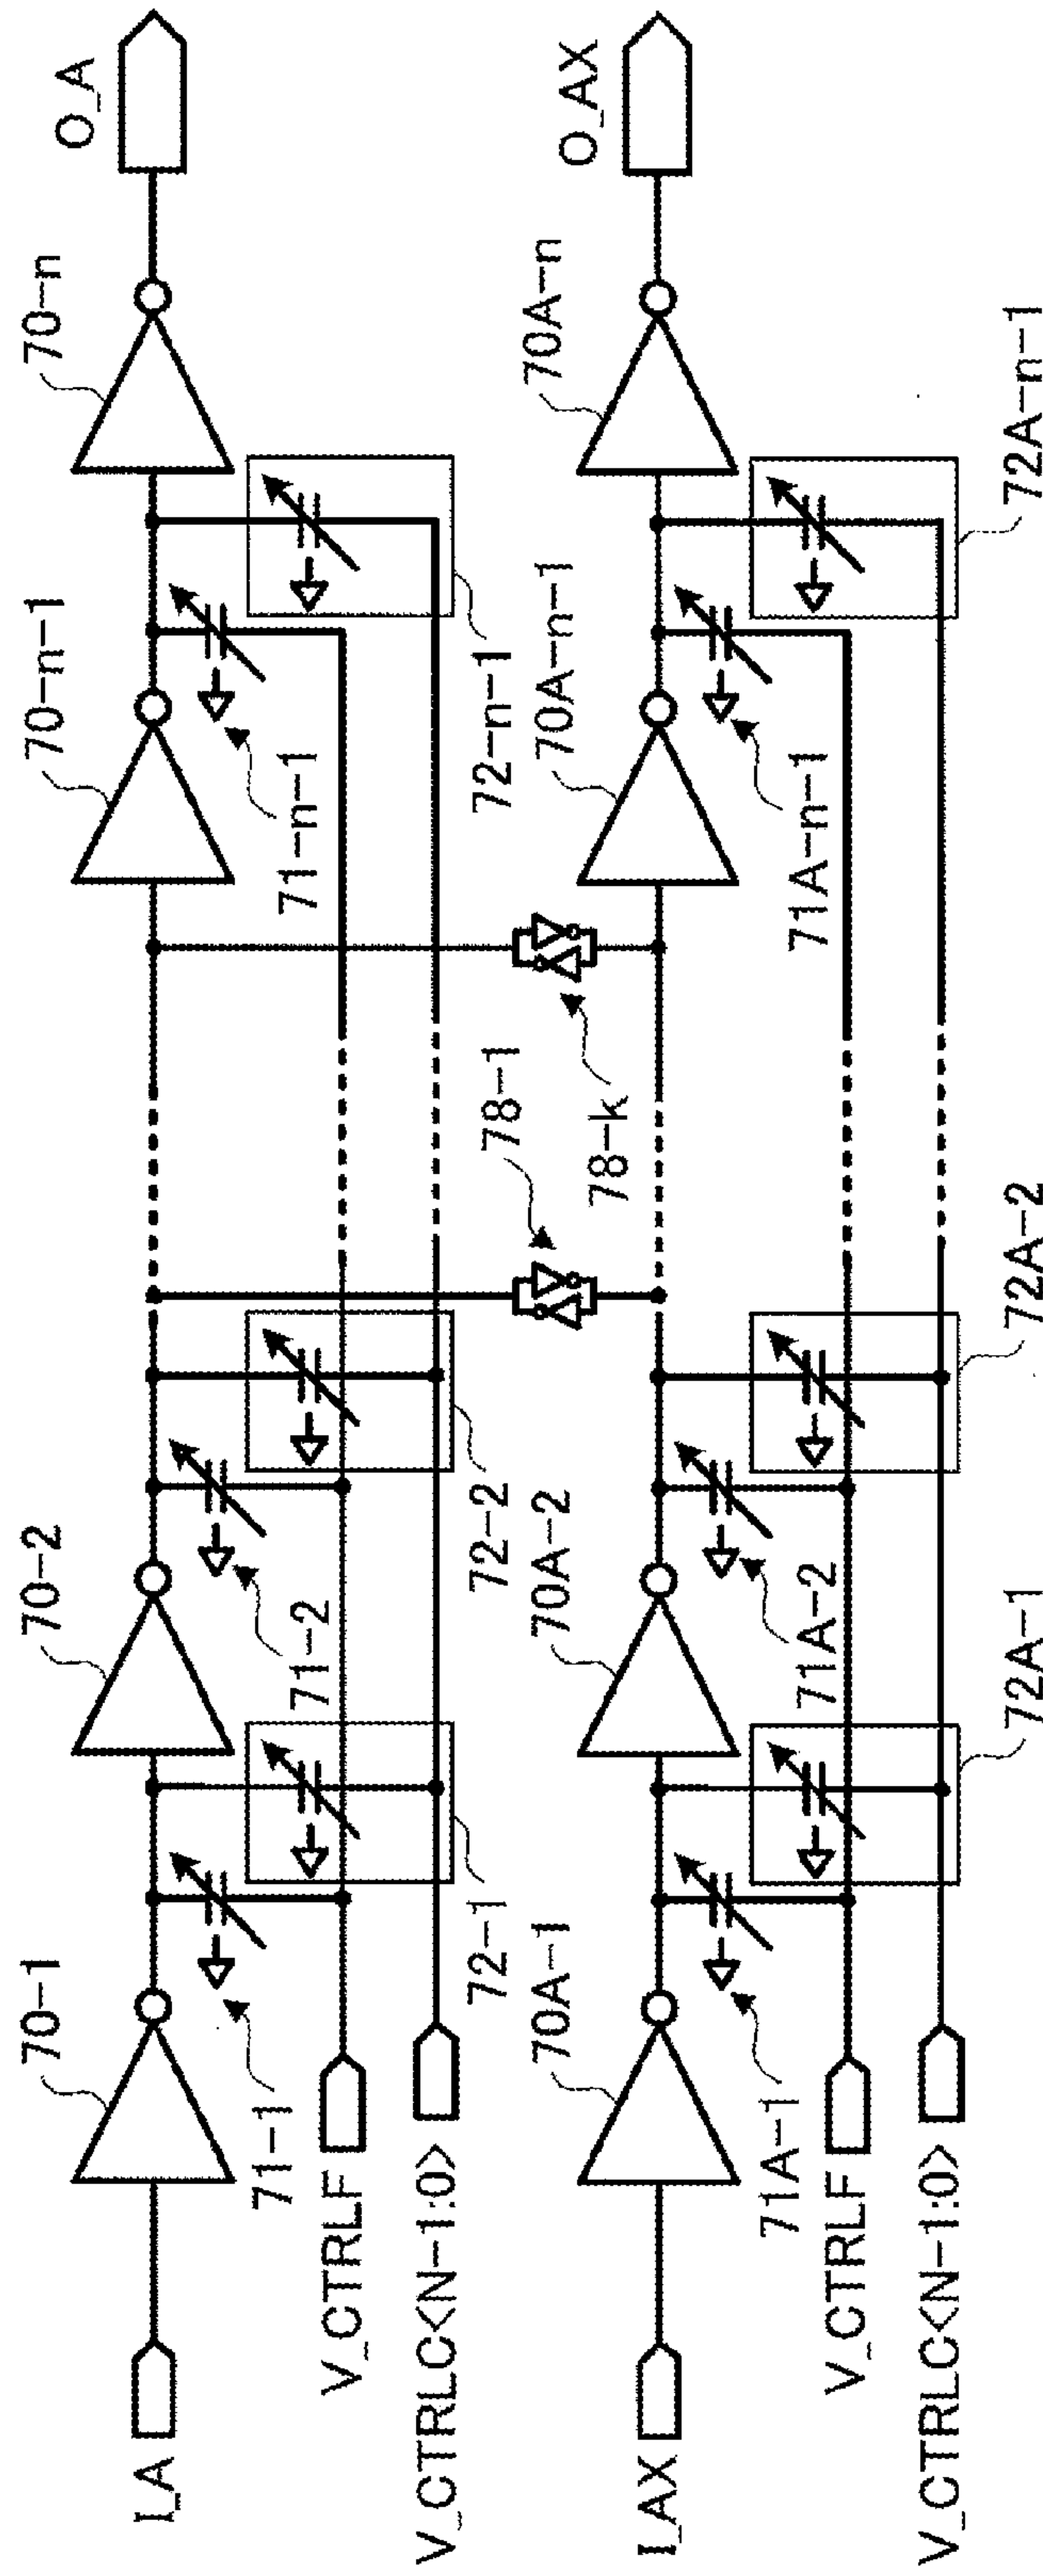 70-1
70-2
70-n-1
70-n
O_A
71-1
71-2
71-n-1
I_A
V_CTRLF
V_CTRLC<N-1:0>
72-1
72-2
72-n-1
78-1
78-k
70A-1
70A-2
70A-n-1
70A-n
O_AX
71A-1
71A-2
71A-n-1
I_AX
V_CTRLF
V_CTRLC<N-1:0>
72A-1
72A-2
72A-n-1